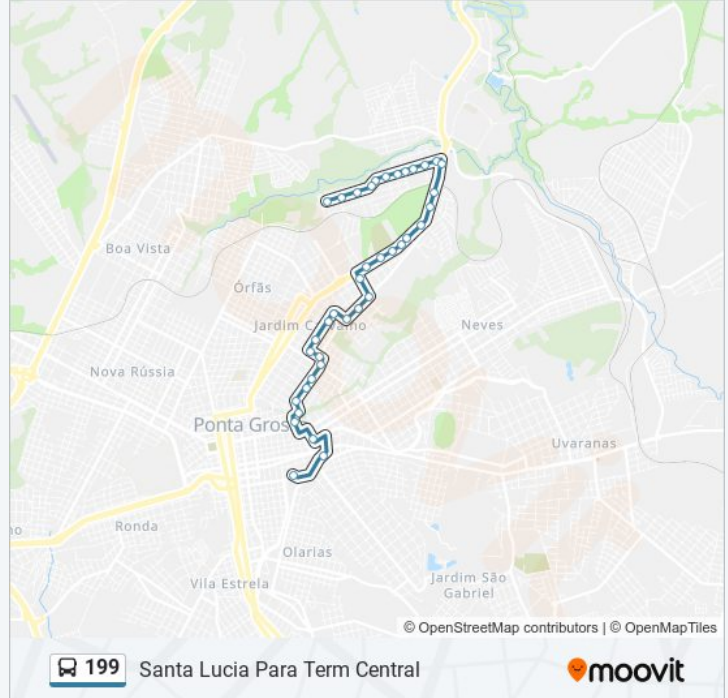 Boa Vista
Órfãs
Jardim Carvalho
Neves
Nova Rússia
Ponta Gros
Uvaranas
Ronda
Olarias
Vila Estrela
Jardim São
Gabriel
© OpenStreetMap contributors | © OpenMapTiles
199 Santa Lucia Para Term Central
moovit